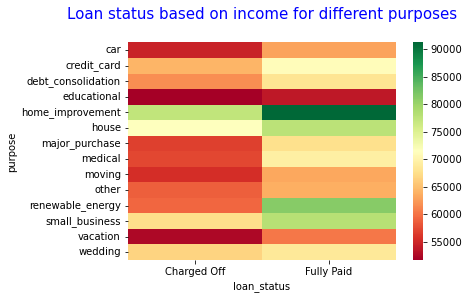 Loan status based on income for different purposes
purpose
car
credit_card
debt_consolidation
educational
home_improvement
house
major_purchase
medical
moving
other
renewable_energy
small_business
vacation
wedding
Charged Off
Fully Paid
loan_status
90000
85000
80000
75000
70000
65000
60000
55000